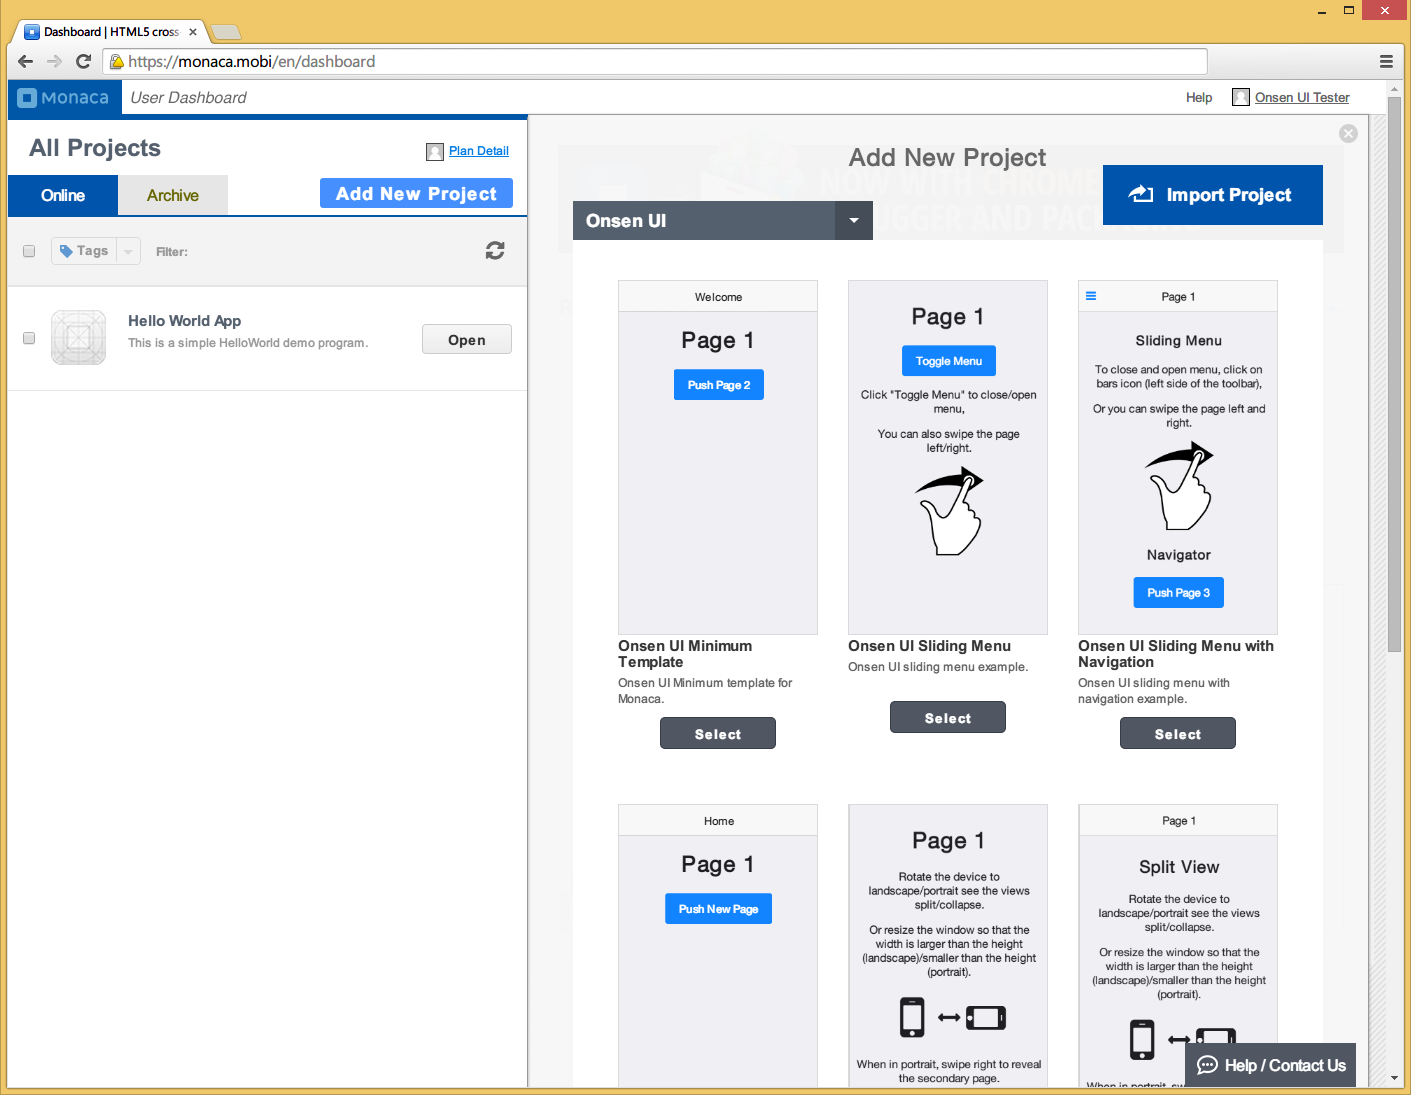 Dashboard | HTML5 cross
https://monaca.mobi/en/dashboard
Monaca
User Dashboard
Help
Onsen UI Tester
All Projects
Plan Detail
Online
Archive
Add New Project
Tags
Filter:
Hello World App
This is a simple HelloWorld demo program.
Open
Add New Project
NOW WITH CHROME
Import Project
Onsen UI
Welcome
Page 1
Push Page 2
Onsen UI Minimum
Template
Onsen UI Minimum template for
Monaca.
Select
Page 1
Toggle Menu
Click "Toggle Menu" to close/open
menu,
You can also swipe the page
left/right.
Onsen UI Sliding Menu
Onsen UI sliding menu example.
Select
Page 1
Sliding Menu
To close and open menu, click on
bars icon (left side of the toolbar),
Or you can swipe the page left and
right.
Navigator
Push Page 3
Onsen UI Sliding Menu with
Navigation
Onsen UI sliding menu with
navigation example.
Select
Home
Page 1
Push New Page
Page 1
Rotate the device to
landscape/portrait see the views
split/collapse.
Or resize the window so that the
width is larger than the height
(landscape)/smaller than the height
(portrait).
When in portrait, swipe right to reveal
the secondary page.
Page 1
Split View
Rotate the device to
landscape/portrait see the views
split/collapse.
Or resize the window so that the
width is larger than the height
(landscape)/smaller than the height
(portrait).
When in portrait, sw
Help / Contact Us